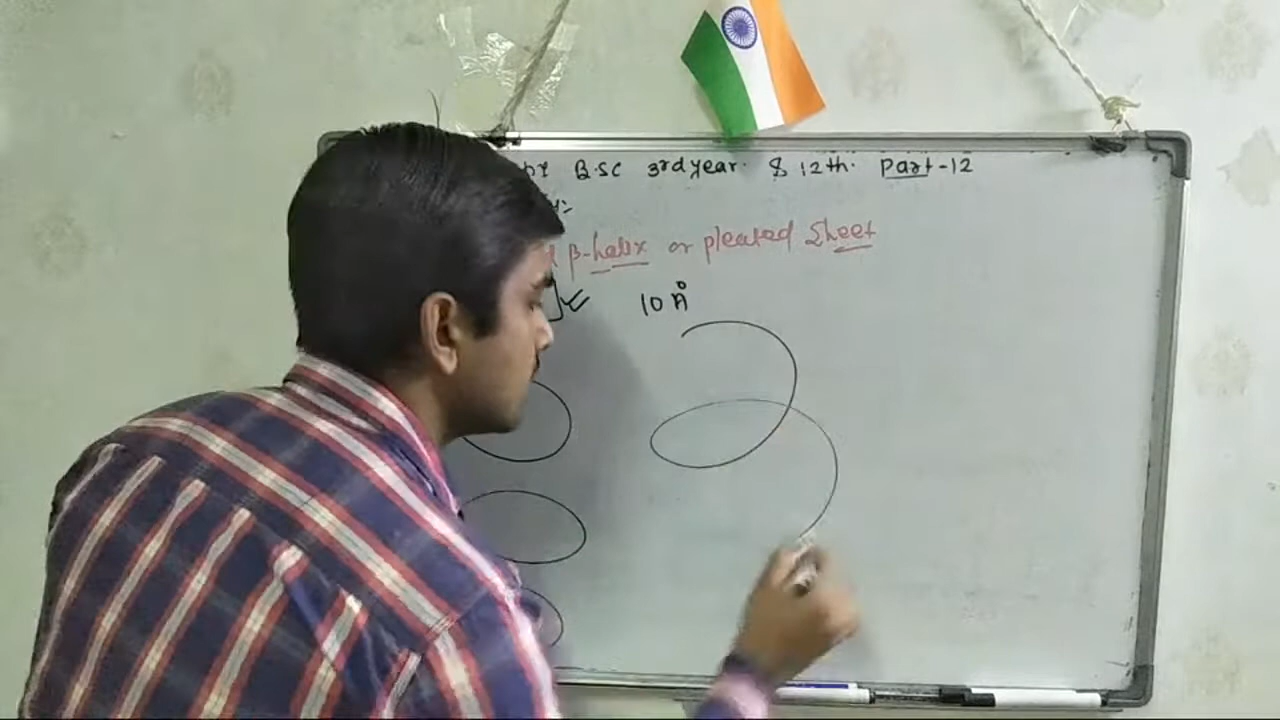 B.SC 3rd year. & 12th. Part-12
β-helix or pleated Sheet
10 Å